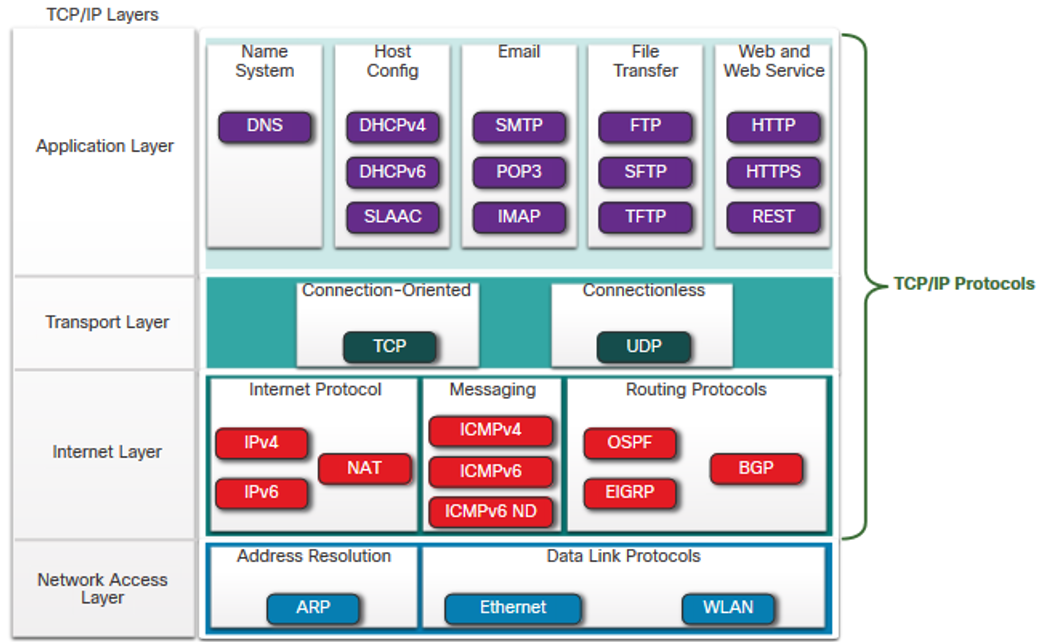 TCP/IP Layers
Application Layer
Name
System
DNS
Host
Config
DHCPv4
DHCPv6
SLAAC
Email
SMTP
POP3
IMAP
File
Transfer
FTP
SFTP
TFTP
Web and
Web Service
HTTP
HTTPS
REST
TCP/IP Protocols
Transport Layer
Connection-Oriented
TCP
Connectionless
UDP
Internet Layer
Internet Protocol
IPv4
IPv6
NAT
Messaging
ICMPv4
ICMPv6
ICMPv6 ND
Routing Protocols
OSPF
EIGRP
BGP
Network Access
Layer
Address Resolution
ARP
Data Link Protocols
Ethernet
WLAN